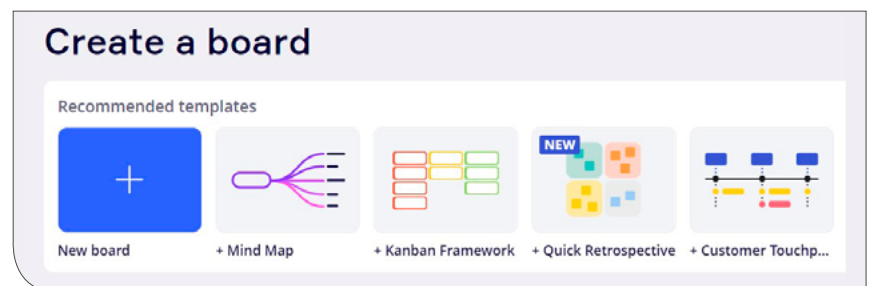 Create a board
Recommended templates
NEW
New board
+ Mind Map
+ Kanban Framework
+ Quick Retrospective
+ Customer Touchp...